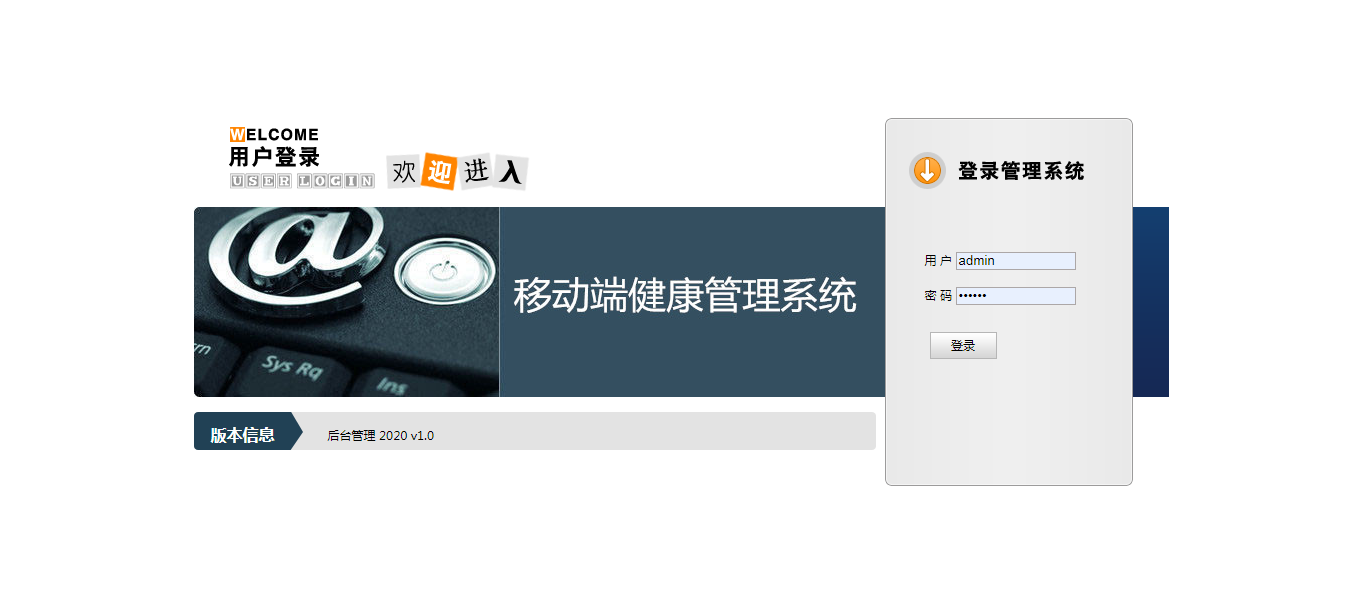 WELCOME
用户登录
USER LOGIN
欢迎进入
登录管理系统
移动端健康管理系统
用 户 admin
密 码 ••••••
登录
Sys Rq
Ins
版本信息
后台管理 2020 v1.0